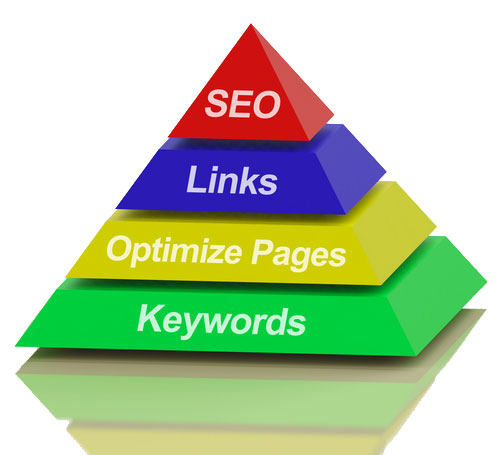 SEO
Links
Optimize Pages
Keywords